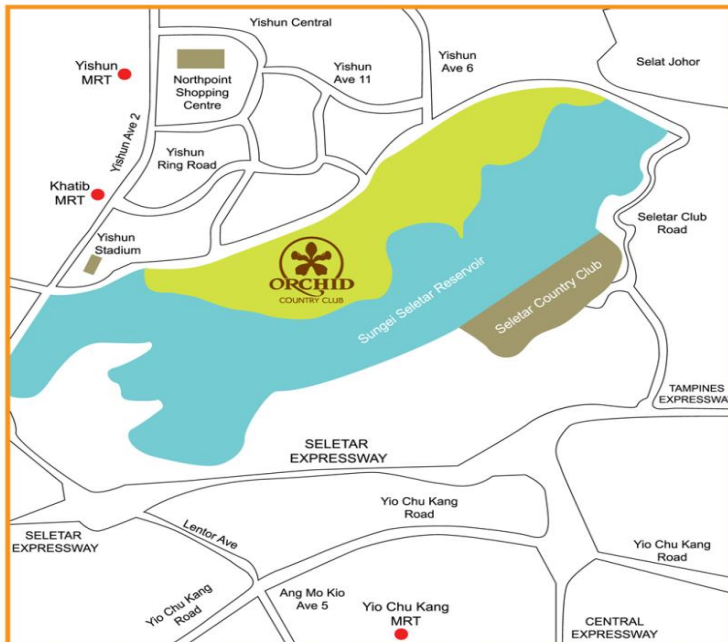 Yishun Central
Yishun
MRT
Northpoint
Shopping
Centre
Yishun
Ave 11
Yishun
Ave 6
Selat Johor
Yishun Ave 2
Yishun
Ring Road
Khatib
MRT
Yishun
Stadium
Seletar Club
Road
ORCHID
COUNTRY CLUB
Sungei Seletar Reservoir
Seletar Country Club
TAMPINES
EXPRESSWAY
SELETAR
EXPRESSWAY
Yio Chu Kang
Road
SELETAR
EXPRESSWAY
Lentor Ave
Yio Chu Kang
Road
Yio Chu Kang
Road
Ang Mo Kio
Ave 5
Yio Chu Kang
MRT
CENTRAL
EXPRESSWAY